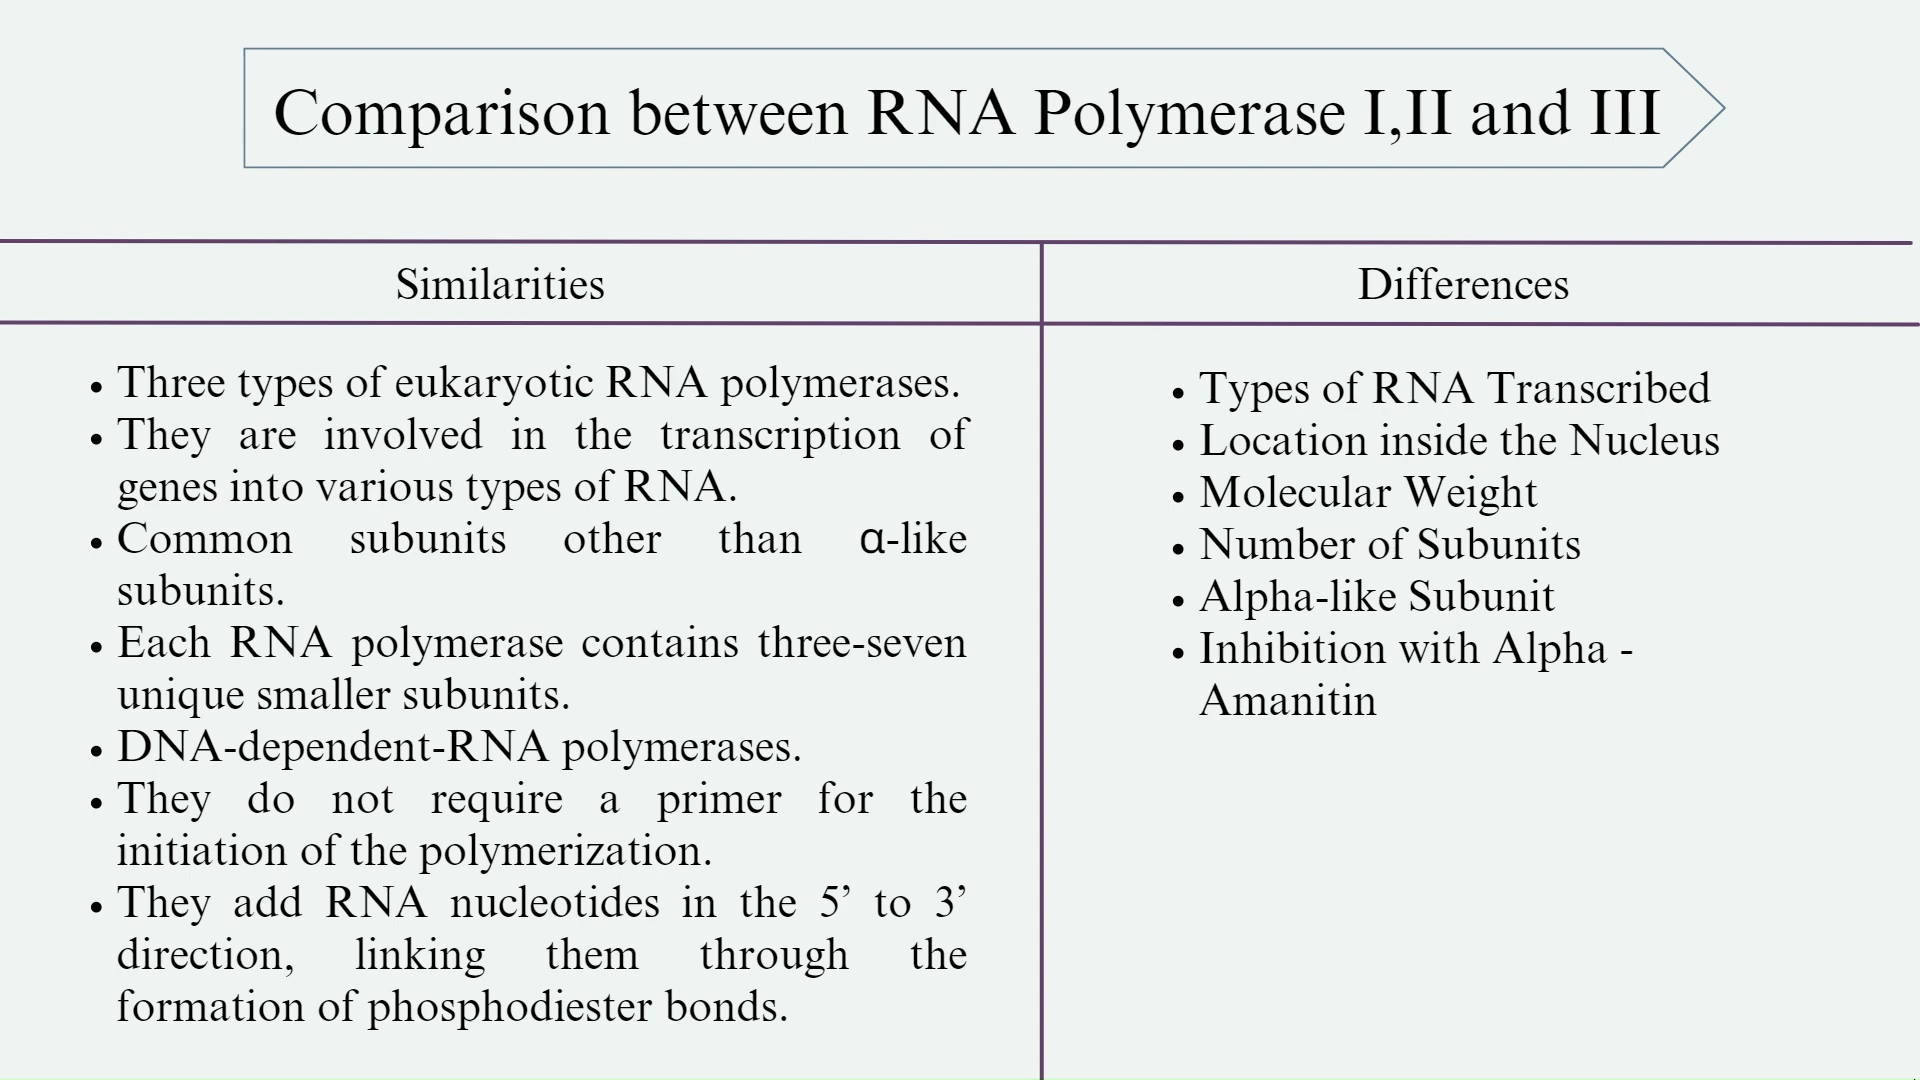 Comparison between RNA Polymerase I,II and III
Similarities
Differences
• Three types of eukaryotic RNA polymerases.
• They are involved in the transcription of
genes into various types of RNA.
• Common subunits other than α-like
subunits.
• Each RNA polymerase contains three-seven
unique smaller subunits.
• DNA-dependent-RNA polymerases.
• They do not require a primer for the
initiation of the polymerization.
• They add RNA nucleotides in the 5’ to 3’
direction, linking them through the
formation of phosphodiester bonds.
• Types of RNA Transcribed
• Location inside the Nucleus
• Molecular Weight
• Number of Subunits
• Alpha-like Subunit
• Inhibition with Alpha -
Amanitin